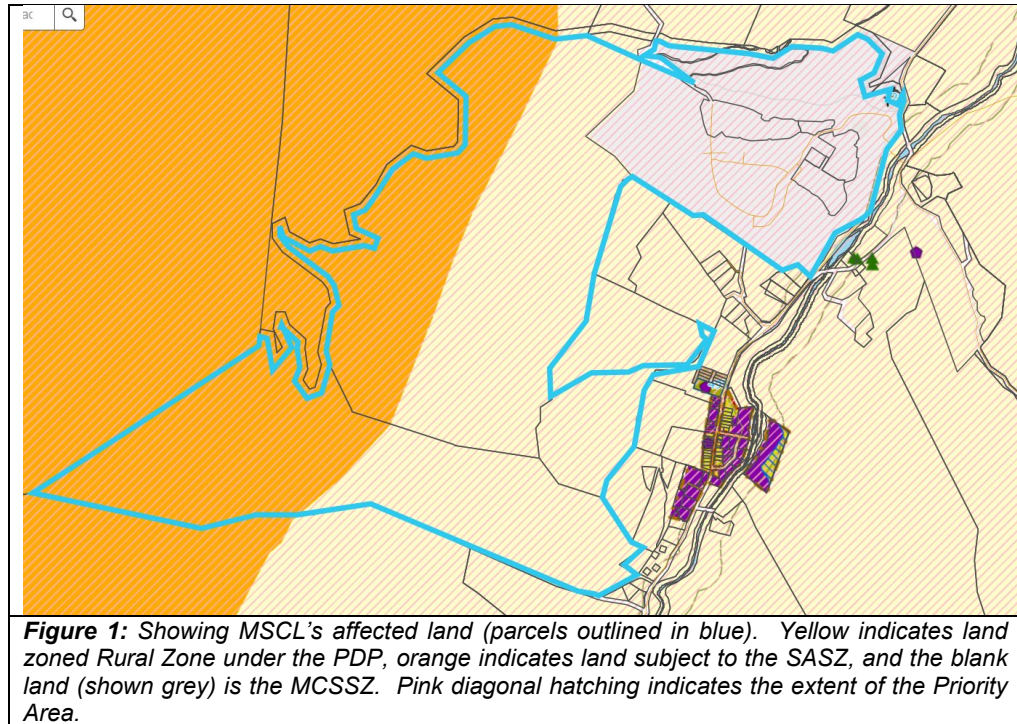 ac
Figure 1: Showing MSCL's affected land (parcels outlined in blue). Yellow indicates land
zoned Rural Zone under the PDP, orange indicates land subject to the SASZ, and the blank
land (shown grey) is the MCSSZ. Pink diagonal hatching indicates the extent of the Priority
Area.